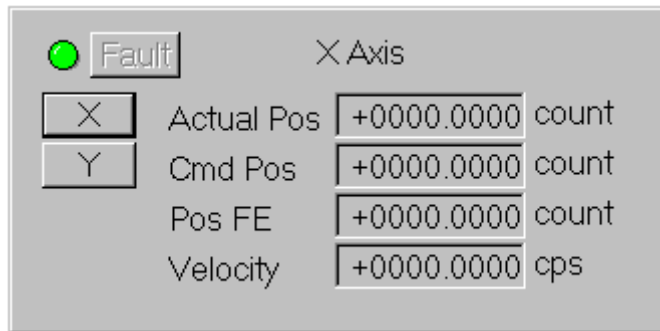 Fault X Axis
X Actual Pos +0000.0000 count
Y Cmd Pos +0000.0000 count
Pos FE +0000.0000 count
Velocity +0000.0000 cps